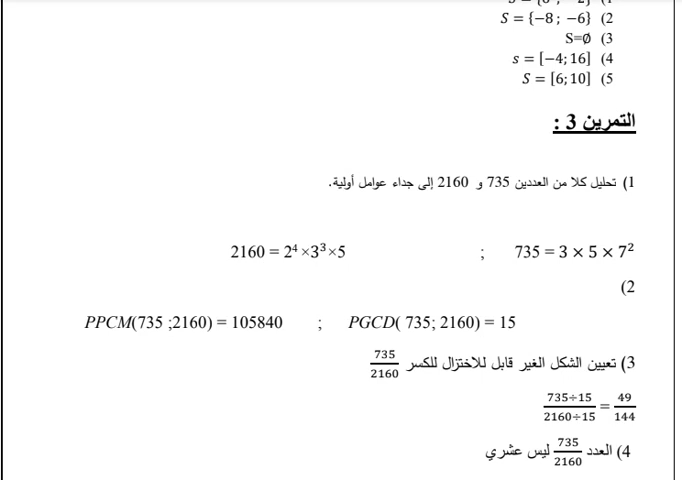 2) S = {−8 ; −6}
3) S=∅
4) s = [−4; 16]
5) S = [6; 10]
التمرين 3 :
1) تحليل كلا من العددين 735 و 2160 إلى جداء عوامل أولية.
735 = 3 × 5 × 7² ; 2160 = 2⁴ ×3³×5
2)
PPCM(735 ;2160) = 105840 ; PGCD( 735; 2160) = 15
3) تعيين الشكل الغير قابل للاختزال للكسر 735/2160
735÷15/2160÷15 = 49/144
4) العدد 735/2160 ليس عشري